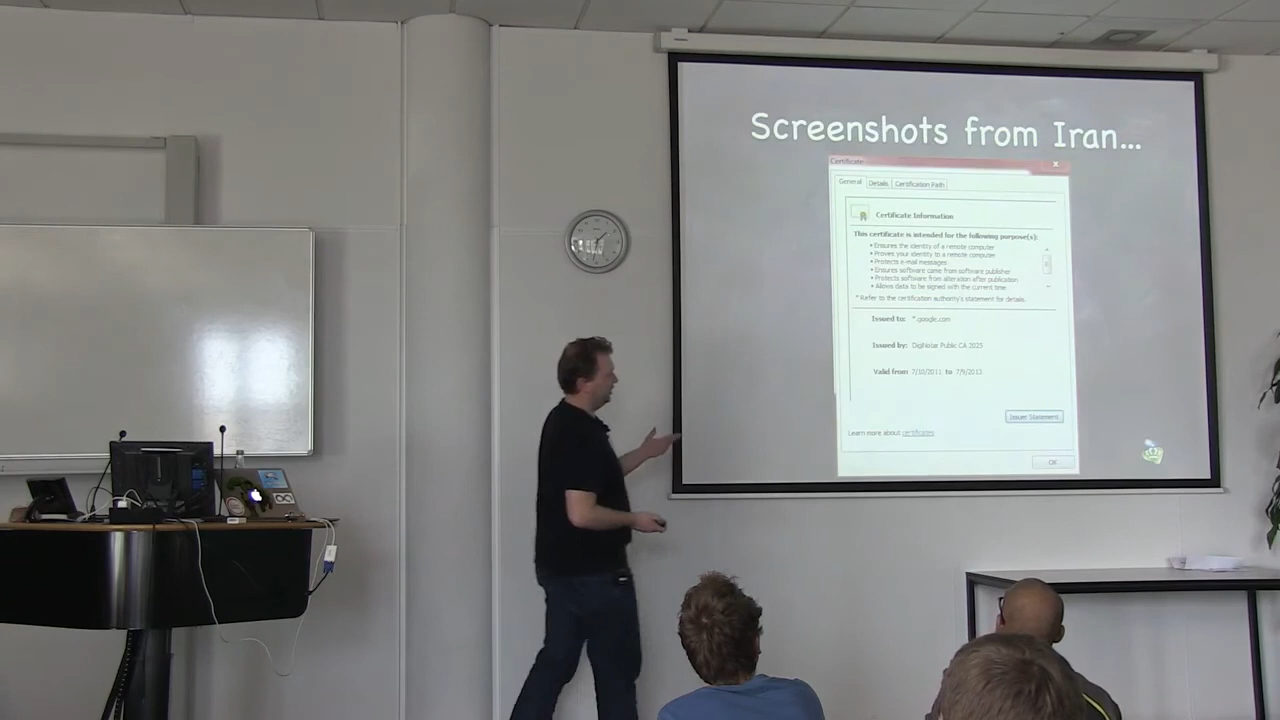 Screenshots from Iran...
Certificate
General Details Certification Path
Certificate Information
This certificate is intended for the following purpose(s):
• Ensures the identity of a remote computer
• Proves your identity to a remote computer
• Protects e-mail messages
• Ensures software came from software publisher
• Protects software from alteration after publication
• Allows data to be signed with the current time
* Refer to the certification authority's statement for details.
Issued to: *.google.com
Issued by: DigiNotar Public CA 2025
Valid from 7/10/2011 to 7/9/2013
Issuer Statement
Learn more about certificates
OK